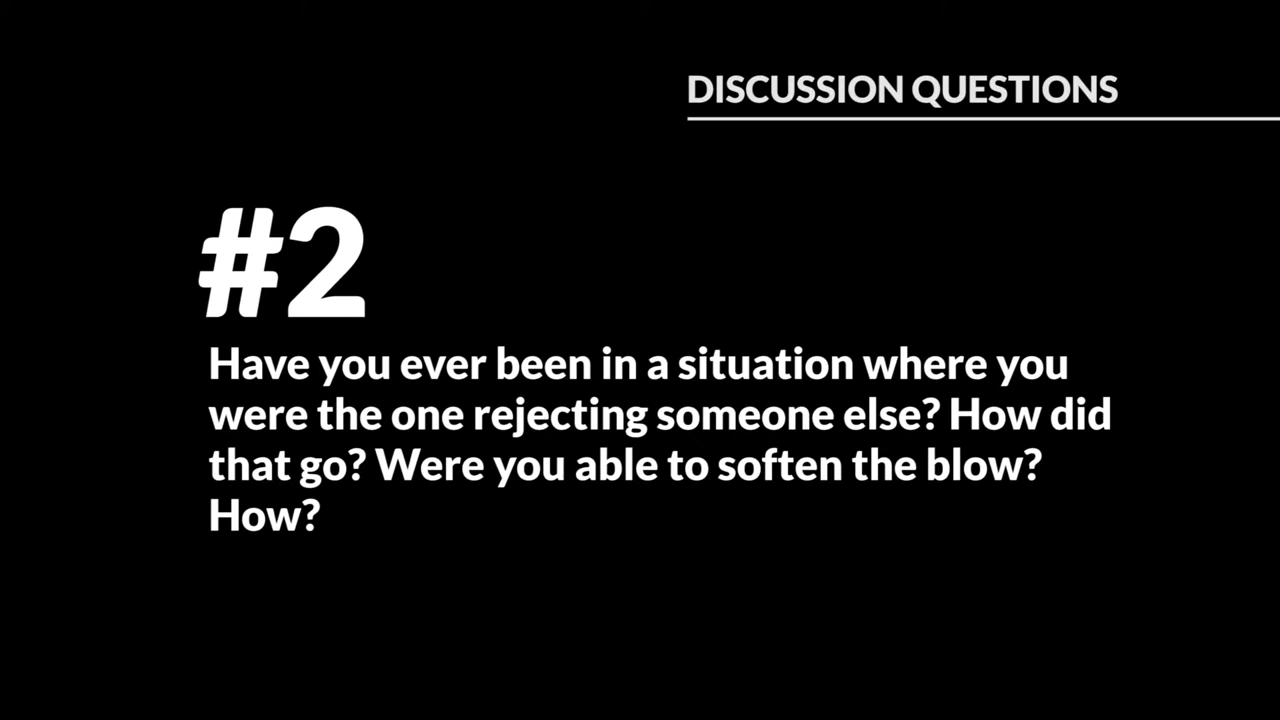 DISCUSSION QUESTIONS
#2
Have you ever been in a situation where you
were the one rejecting someone else? How did
that go? Were you able to soften the blow?
How?